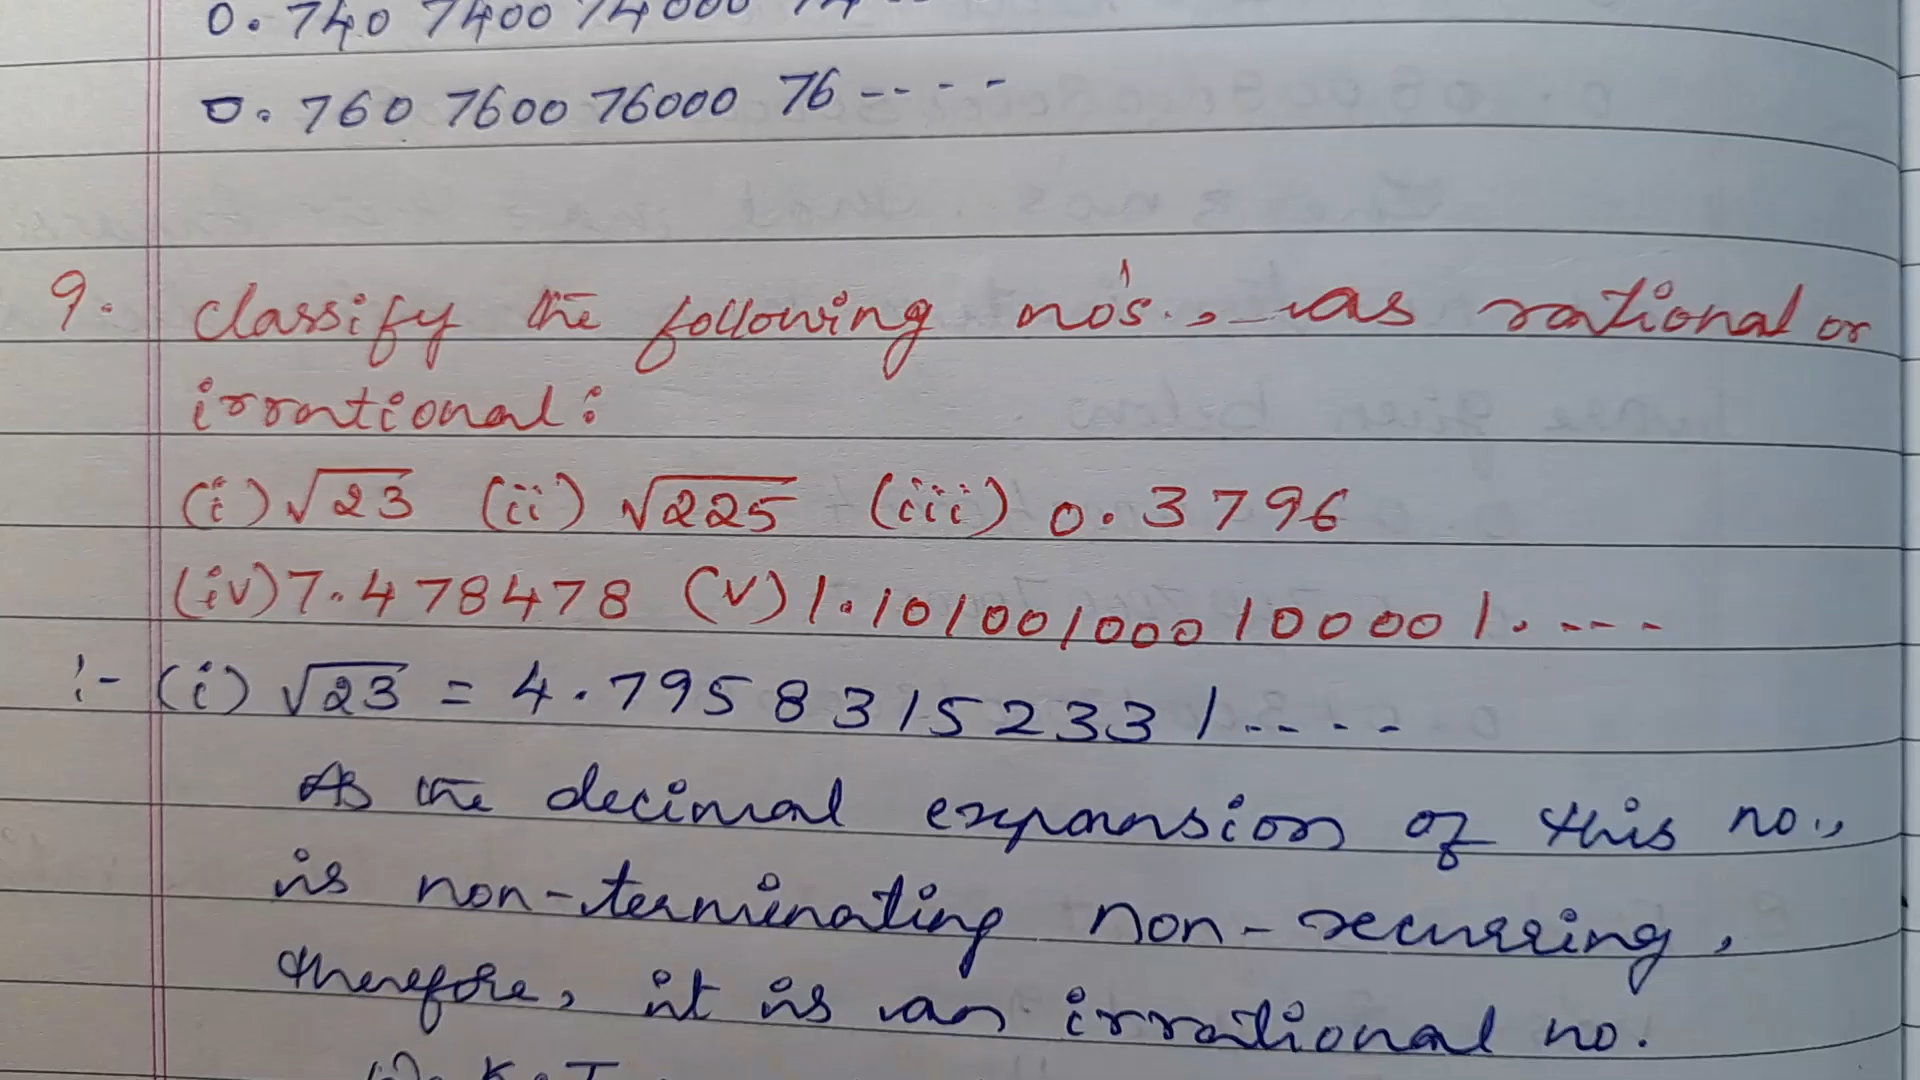 0.740 7400 74000 74 ..
0.760 7600 76000 76 ----
9. classify the following no's., as rational or
irrational:
(i) √23 (ii) √225 (iii) 0.3796
(iv) 7.478478 (v) 1.101001000100001....
:- (i) √23 = 4.79583152331....
As the decimal expansion of this no.,
is non-terminating non-recurring,
therefore, it is an irrational no.